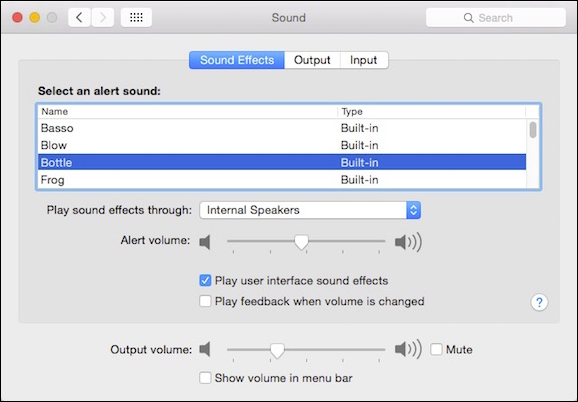 Sound
Search
Sound Effects Output Input
Select an alert sound:
Name Type
Basso Built-in
Blow Built-in
Bottle Built-in
Frog Built-in
Play sound effects through: Internal Speakers
Alert volume:
Play user interface sound effects
Play feedback when volume is changed
?
Output volume: Mute
Show volume in menu bar